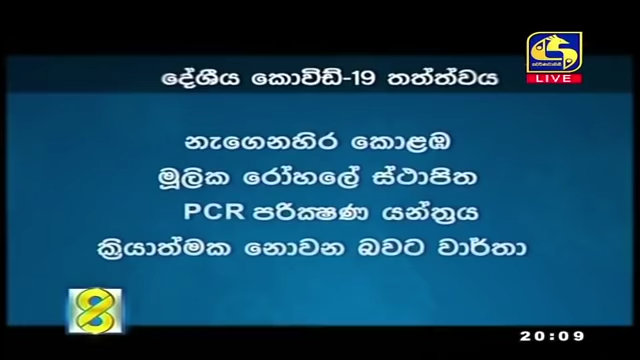 දේශීය කොවිඩ්-19 තත්ත්වය
LIVE
නැගෙනහිර කොළඹ
මූලික රෝහලේ ස්ථාපිත
PCR පරික්ෂණ යන්ත්‍රය
ක්‍රියාත්මක නොවන බවට වාර්තා
8
20:09